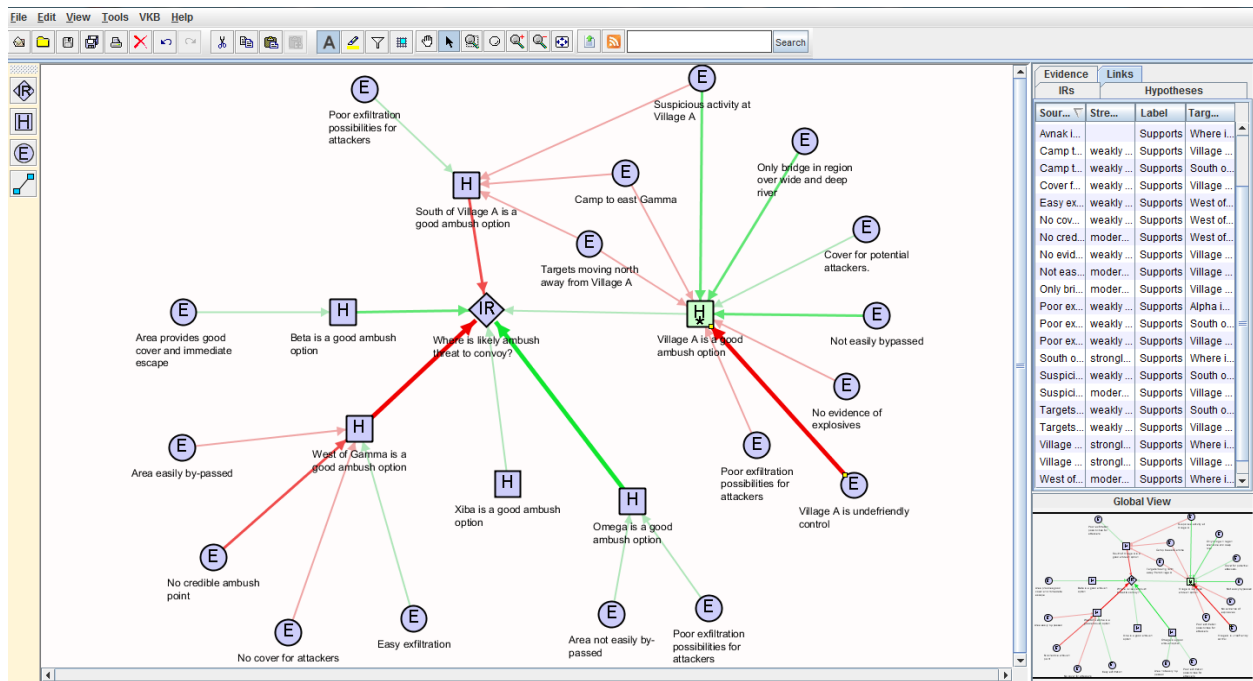 File Edit View Tools VKB Help
A
Search
IR
H
E
E
Poor exfiltration
possibilities for
attackers
E
Suspicious activity at
Village A
E
Only bridge in region
over wide and deep
river
H
South of Village A is a
good ambush option
E
Camp to east Gamma
E
Targets moving north
away from Village A
E
Cover for potential
attackers.
E
Area provides good
cover and immediate
escape
H
Beta is a good ambush
option
IR
Where is likely ambush
threat to convoy?
H
Village A is a good
ambush option
E
Not easily bypassed
E
No evidence of
explosives
E
Area easily by-passed
H
West of Gamma is a
good ambush option
H
Xiba is a good ambush
option
H
Omega is a good
ambush option
E
Poor exfiltration
possibilities for
attackers
E
Village A is undefriendly
control
E
No credible ambush
point
E
No cover for attackers
E
Easy exfiltration
E
Area not easily by-
passed
E
Poor exfiltration
possibilities for
attackers
Evidence Links
IRs Hypotheses
Sour... Stre... Label Targ...
Avnak i... Supports Where i...
Camp t... weakly ... Supports Village ...
Camp t... weakly ... Supports South o...
Cover f... weakly ... Supports Village ...
Easy ex... weakly ... Supports West of...
No cov... weakly ... Supports West of...
No cred... moder... Supports West of...
No evid... weakly ... Supports Village ...
Not eas... moder... Supports Village ...
Only bri... moder... Supports Village ...
Poor ex... weakly ... Supports Alpha i...
Poor ex... weakly ... Supports South o...
Poor ex... weakly ... Supports Village ...
South o... strongl... Supports Where i...
Suspici... weakly ... Supports South o...
Suspici... moder... Supports Village ...
Targets... weakly ... Supports South o...
Targets... weakly ... Supports Village ...
Village ... strongl... Supports Where i...
Village ... strongl... Supports Village ...
West of... moder... Supports Where i...
Global View